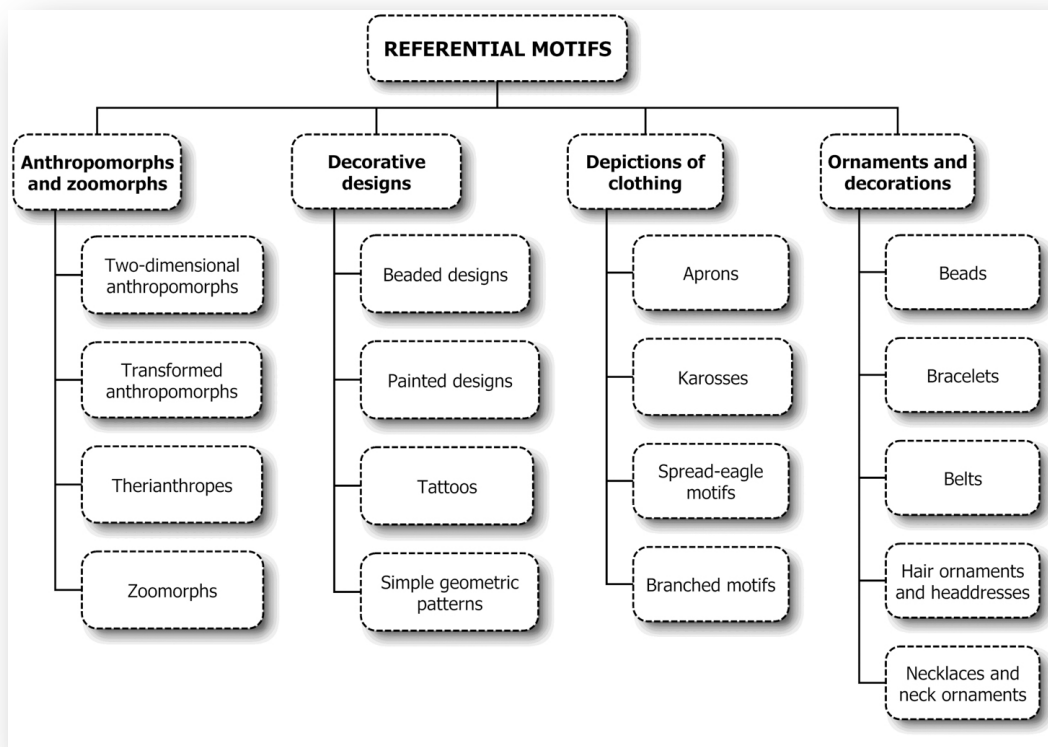 REFERENTIAL MOTIFS
Anthropomorphs
and zoomorphs
Two-dimensional
anthropomorphs
Transformed
anthropomorphs
Therianthropes
Zoomorphs
Decorative
designs
Beaded designs
Painted designs
Tattoos
Simple geometric
patterns
Depictions of
clothing
Aprons
Karosses
Spread-eagle
motifs
Branched motifs
Ornaments and
decorations
Beads
Bracelets
Belts
Hair ornaments
and headdresses
Necklaces and
neck ornaments